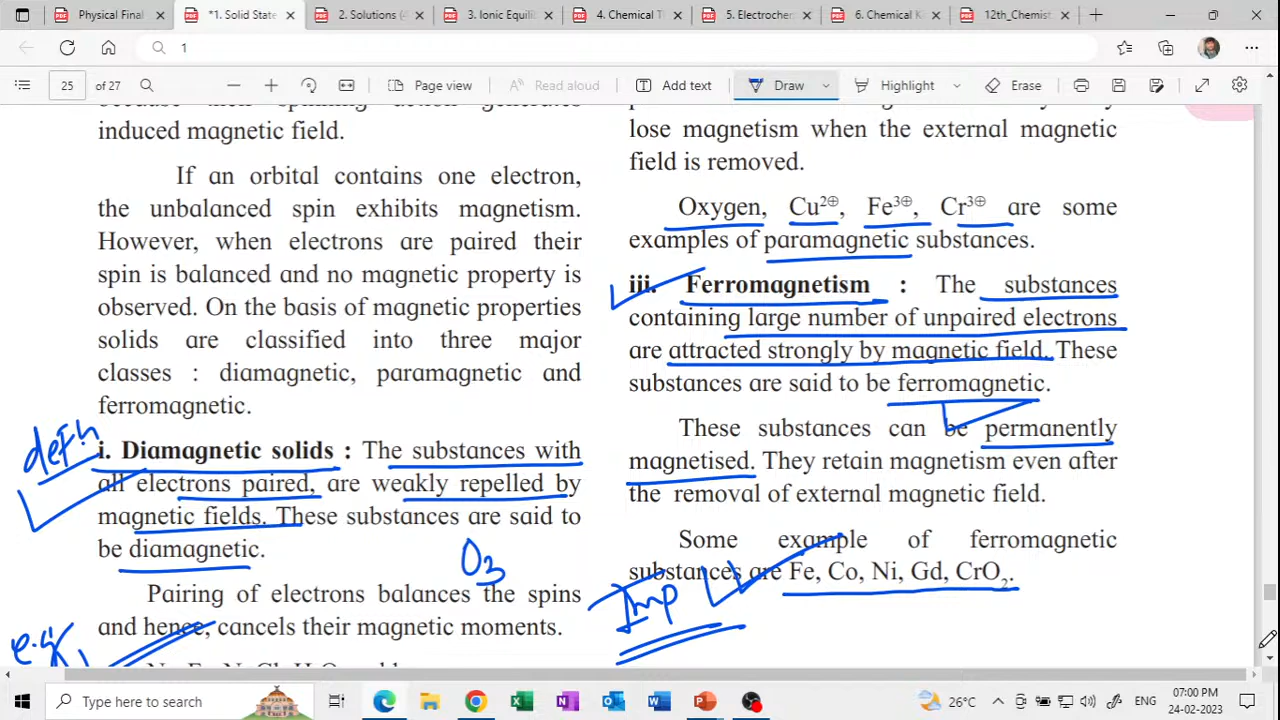 Physical Final
*1. Solid State
2. Solutions (4
3. Ionic Equilib
4. Chemical T
5. Electrochem
6. Chemical K
12th_Chemist
1
25 of 27
Page view
Read aloud
Add text
Draw
Highlight
Erase
because their spinning action generates
induced magnetic field.
If an orbital contains one electron,
the unbalanced spin exhibits magnetism.
However, when electrons are paired their
spin is balanced and no magnetic property is
observed. On the basis of magnetic properties
solids are classified into three major
classes : diamagnetic, paramagnetic and
ferromagnetic.
defn
i. Diamagnetic solids : The substances with
all electrons paired, are weakly repelled by
magnetic fields. These substances are said to
be diamagnetic.
O3
Pairing of electrons balances the spins
and hence, cancels their magnetic moments.
e.g.
lose magnetism when the external magnetic
field is removed.
Oxygen, Cu²⊕, Fe³⊕, Cr³⊕ are some
examples of paramagnetic substances.
iii. Ferromagnetism : The substances
containing large number of unpaired electrons
are attracted strongly by magnetic field. These
substances are said to be ferromagnetic.
These substances can be permanently
magnetised. They retain magnetism even after
the removal of external magnetic field.
Some example of ferromagnetic
substances are Fe, Co, Ni, Gd, CrO₂.
Imp
Type here to search
26°C
ENG
07:00 PM
24-02-2023